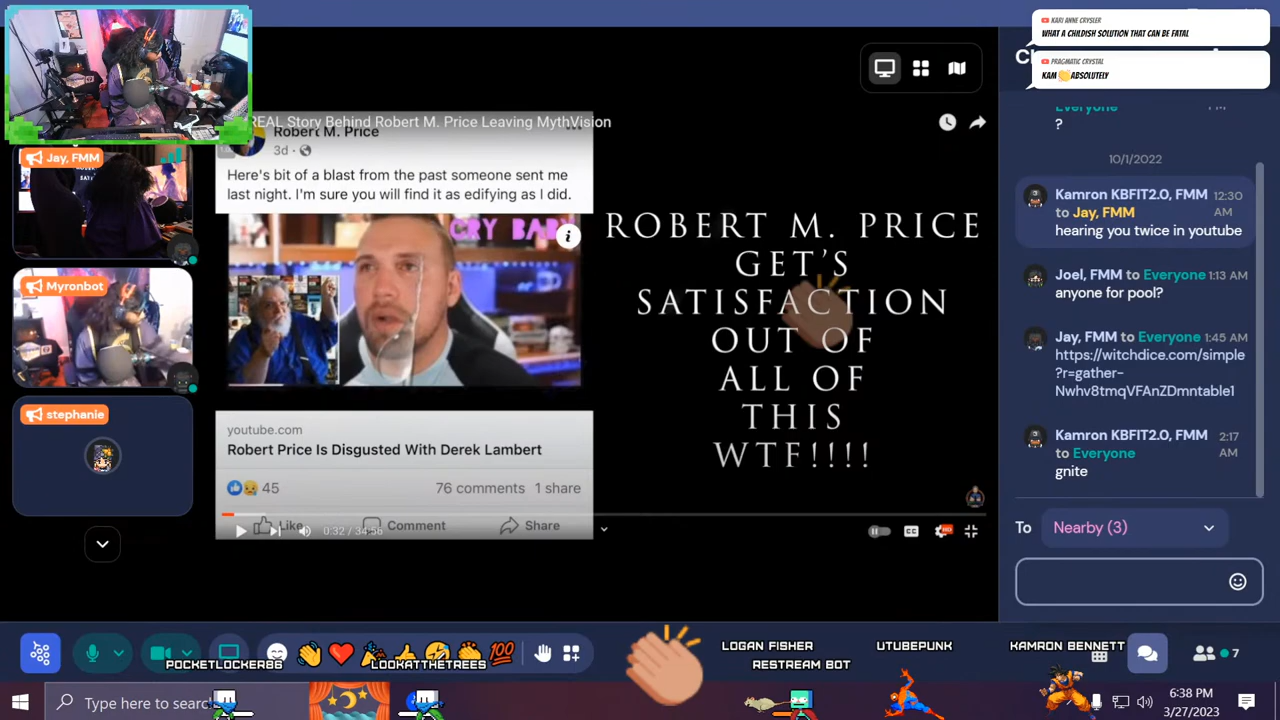 KARI ANNE CRYSLER
WHAT A CHILDISH SOLUTION THAT CAN BE FATAL
PRAGMATIC CRYSTAL
KAM 👏ABSOLUTELY
REAL Story Behind Robert M. Price Leaving MythVision
Robert M. Price
3d
Here's bit of a blast from the past someone sent me
last night. I'm sure you will find it as edifying as I did.
CRY BAB
youtube.com
Robert Price Is Disgusted With Derek Lambert
45
76 comments 1 share
Like
Comment
Share
0:32 / 34:56
CC
HD
ROBERT M. PRICE
GET'S
SATISFACTION
OUT OF
ALL OF
THIS
WTF!!!!
Jay, FMM
Myronbot
stephanie
Everyone
?
10/1/2022
Kamron KBFIT2.0, FMM 12:30
to Jay, FMM AM
hearing you twice in youtube
Joel, FMM to Everyone 1:13 AM
anyone for pool?
Jay, FMM to Everyone 1:45 AM
https://witchdice.com/simple
?r=gather-
Nwhv8tmqVFAnZDmntable1
Kamron KBFIT2.0, FMM 2:17
to Everyone AM
gnite
To Nearby (3)
7
POCKETLOCKER86
LOOKATTHETREES
LOGAN FISHER
RESTREAM BOT
UTUBEPUNK
KAMRON BENNETT
Type here to searc
6:38 PM
3/27/2023